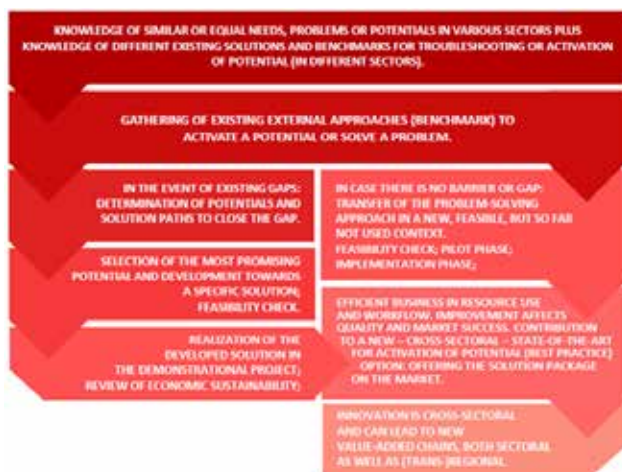 KNOWLEDGE OF SIMILAR OR EQUAL NEEDS, PROBLEMS OR POTENTIALS IN VARIOUS SECTORS PLUS
KNOWLEDGE OF DIFFERENT EXISTING SOLUTIONS AND BENCHMARKS FOR TROUBLESHOOTING OR ACTIVATION
OF POTENTIAL (IN DIFFERENT SECTORS).
GATHERING OF EXISTING EXTERNAL APPROACHES (BENCHMARK) TO
ACTIVATE A POTENTIAL OR SOLVE A PROBLEM.
IN THE EVENT OF EXISTING GAPS:
DETERMINATION OF POTENTIALS AND
SOLUTION PATHS TO CLOSE THE GAP.
SELECTION OF THE MOST PROMISING
POTENTIAL AND DEVELOPMENT TOWARDS
A SPECIFIC SOLUTION;
FEASIBILITY CHECK.
REALIZATION OF THE
DEVELOPED SOLUTION IN
THE DEMONSTRATIONAL PROJECT;
REVIEW OF ECONOMIC SUSTAINABILITY;
IN CASE THERE IS NO BARRIER OR GAP:
TRANSFER OF THE PROBLEM-SOLVING
APPROACH IN A NEW, FEASIBLE, BUT SO FAR
NOT USED CONTEXT.
FEASIBILITY CHECK; PILOT PHASE;
IMPLEMENTATION PHASE;
EFFICIENT BUSINESS IN RESOURCE USE
AND WORKFLOW. IMPROVEMENT AFFECTS
QUALITY AND MARKET SUCCESS. CONTRIBUTION
TO A NEW – CROSS-SECTORAL – STATE-OF-THE-ART
FOR ACTIVATION OF POTENTIAL (BEST PRACTICE)
OPTION: OFFERING THE SOLUTION PACKAGE
ON THE MARKET.
INNOVATION IS CROSS-SECTORAL
AND CAN LEAD TO NEW
VALUE-ADDED CHAINS, BOTH SECTORAL
AS WELL AS (TRANS-)REGIONAL